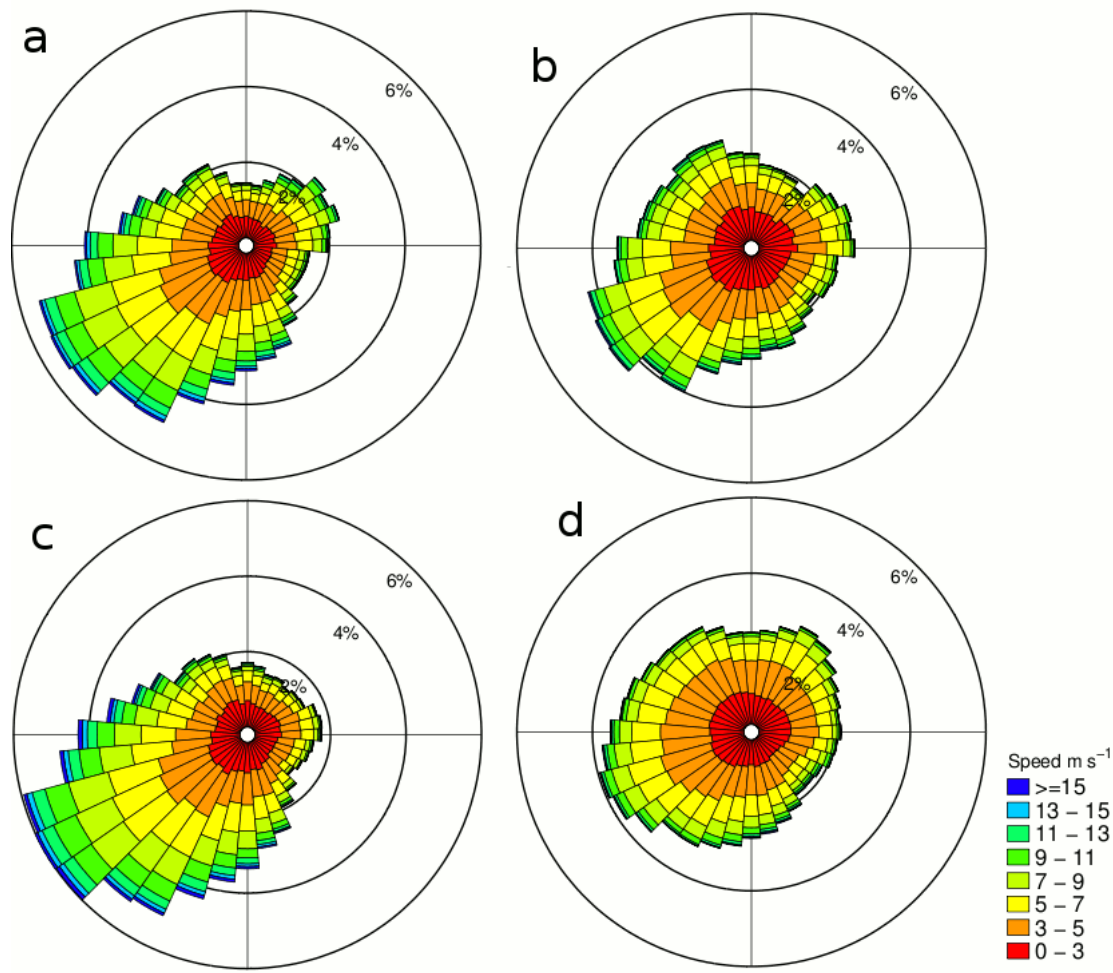 a
6%
4%
2%
b
6%
4%
2%
c
6%
4%
2%
d
6%
4%
2%
Speed m s⁻¹
>=15
13 – 15
11 – 13
9 – 11
7 – 9
5 – 7
3 – 5
0 – 3